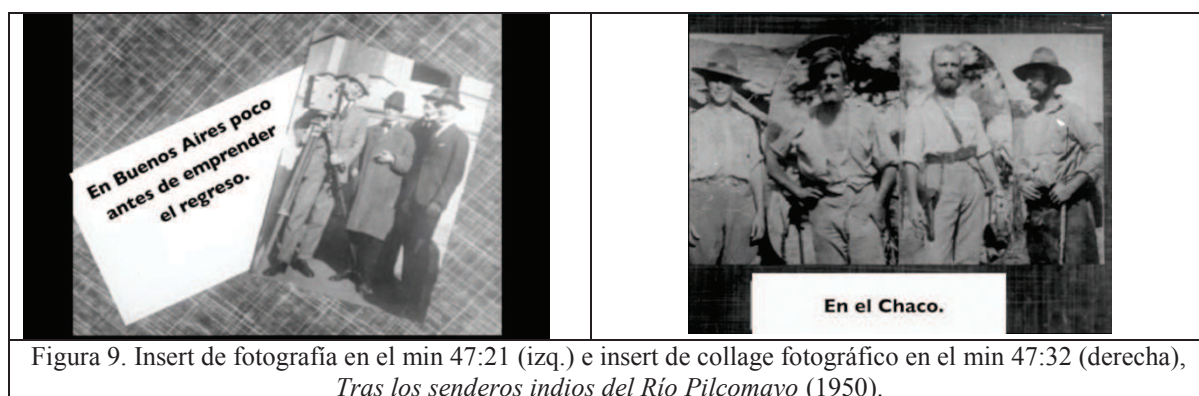 En Buenos Aires poco
antes de emprender
el regreso.
En el Chaco.
Figura 9. Insert de fotografía en el min 47:21 (izq.) e insert de collage fotográfico en el min 47:32 (derecha),
Tras los senderos indios del Río Pilcomayo (1950).